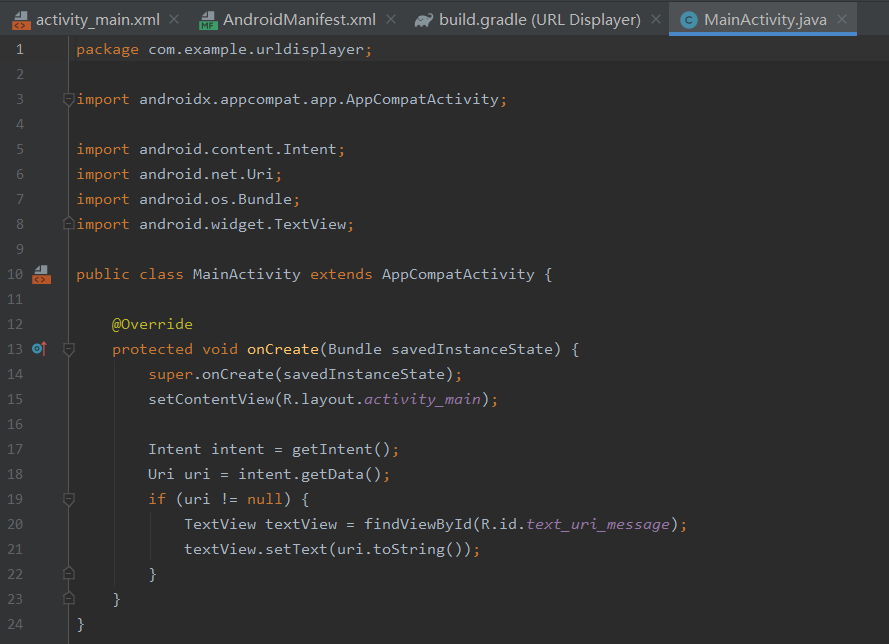 activity_main.xml AndroidManifest.xml build.gradle (URL Displayer) MainActivity.java
1 package com.example.urldisplayer;
2
3 import androidx.appcompat.app.AppCompatActivity;
4
5 import android.content.Intent;
6 import android.net.Uri;
7 import android.os.Bundle;
8 import android.widget.TextView;
9
10 public class MainActivity extends AppCompatActivity {
11
12     @Override
13     protected void onCreate(Bundle savedInstanceState) {
14         super.onCreate(savedInstanceState);
15         setContentView(R.layout.activity_main);
16
17         Intent intent = getIntent();
18         Uri uri = intent.getData();
19         if (uri != null) {
20             TextView textView = findViewById(R.id.text_uri_message);
21             textView.setText(uri.toString());
22         }
23     }
24 }